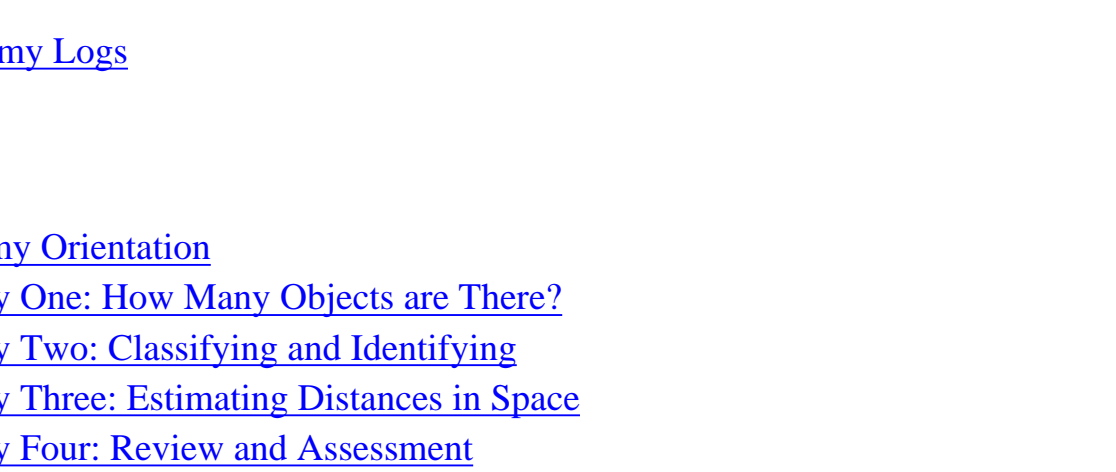 my Logs
my Orientation
y One: How Many Objects are There?
y Two: Classifying and Identifying
y Three: Estimating Distances in Space
y Four: Review and Assessment